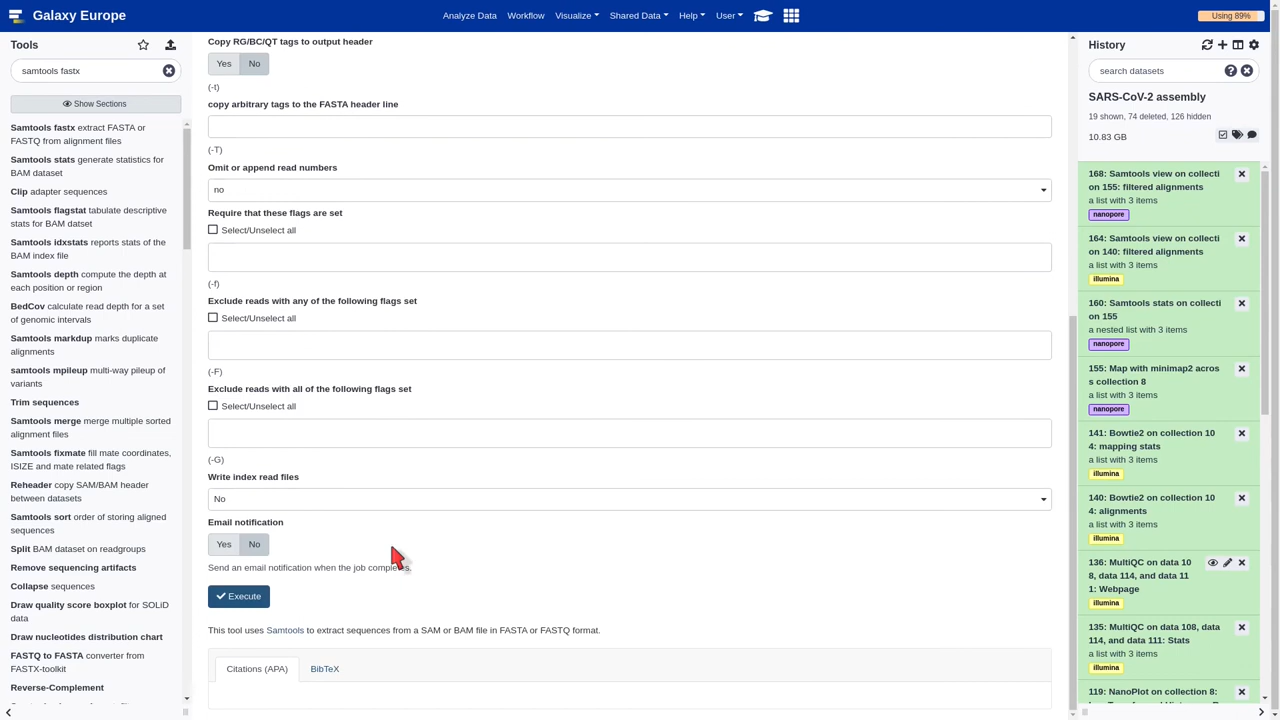 Galaxy Europe
Analyze Data
Workflow
Visualize
Shared Data
Help
User
Using 89%
Tools
samtools fastx
Show Sections
Samtools fastx extract FASTA or
FASTQ from alignment files
Samtools stats generate statistics for
BAM dataset
Clip adapter sequences
Samtools flagstat tabulate descriptive
stats for BAM datset
Samtools idxstats reports stats of the
BAM index file
Samtools depth compute the depth at
each position or region
BedCov calculate read depth for a set
of genomic intervals
Samtools markdup marks duplicate
alignments
samtools mpileup multi-way pileup of
variants
Trim sequences
Samtools merge merge multiple sorted
alignment files
Samtools fixmate fill mate coordinates,
ISIZE and mate related flags
Reheader copy SAM/BAM header
between datasets
Samtools sort order of storing aligned
sequences
Split BAM dataset on readgroups
Remove sequencing artifacts
Collapse sequences
Draw quality score boxplot for SOLiD
data
Draw nucleotides distribution chart
FASTQ to FASTA converter from
FASTX-toolkit
Reverse-Complement
Copy RG/BC/QT tags to output header
Yes No
(-t)
copy arbitrary tags to the FASTA header line
(-T)
Omit or append read numbers
no
Require that these flags are set
Select/Unselect all
(-f)
Exclude reads with any of the following flags set
Select/Unselect all
(-F)
Exclude reads with all of the following flags set
Select/Unselect all
(-G)
Write index read files
No
Email notification
Yes No
Send an email notification when the job completes.
Execute
This tool uses Samtools to extract sequences from a SAM or BAM file in FASTA or FASTQ format.
Citations (APA)
BibTeX
History
search datasets
SARS-CoV-2 assembly
19 shown, 74 deleted, 126 hidden
10.83 GB
168: Samtools view on collecti
on 155: filtered alignments
a list with 3 items
nanopore
164: Samtools view on collecti
on 140: filtered alignments
a list with 3 items
illumina
160: Samtools stats on collecti
on 155
a nested list with 3 items
nanopore
155: Map with minimap2 acros
s collection 8
a list with 3 items
nanopore
141: Bowtie2 on collection 10
4: mapping stats
a list with 3 items
illumina
140: Bowtie2 on collection 10
4: alignments
a list with 3 items
illumina
136: MultiQC on data 10
8, data 114, and data 11
1: Webpage
illumina
135: MultiQC on data 108, data
114, and data 111: Stats
a list with 3 items
illumina
119: NanoPlot on collection 8: